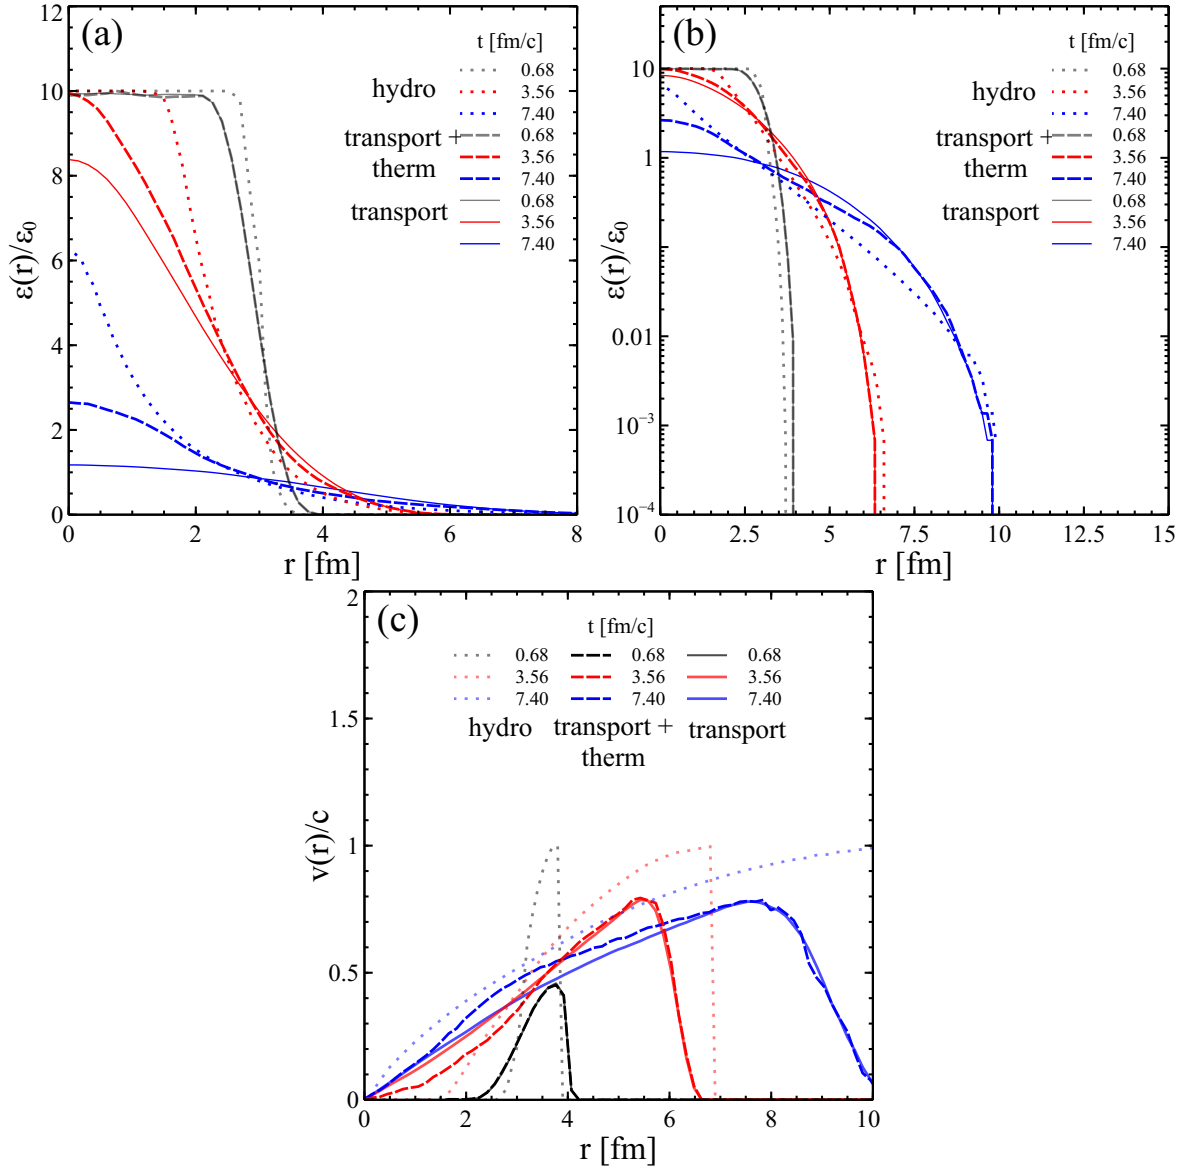 (a)
t [fm/c]
hydro
0.68
3.56
7.40
transport +
therm
0.68
3.56
7.40
transport
0.68
3.56
7.40
12
10
8
6
4
2
0
ε(r)/ε0
0 2 4 6 8
r [fm]
(b)
t [fm/c]
hydro
0.68
3.56
7.40
transport +
therm
0.68
3.56
7.40
transport
0.68
3.56
7.40
10
1
10
0.01
10⁻³
10⁻⁴
ε(r)/ε0
0 2.5 5 7.5 10 12.5 15
r [fm]
(c)
t [fm/c]
0.68 0.68 0.68
3.56 3.56 3.56
7.40 7.40 7.40
hydro transport + transport
therm
2
1.5
1
0.5
0
v(r)/c
0 2 4 6 8 10
r [fm]